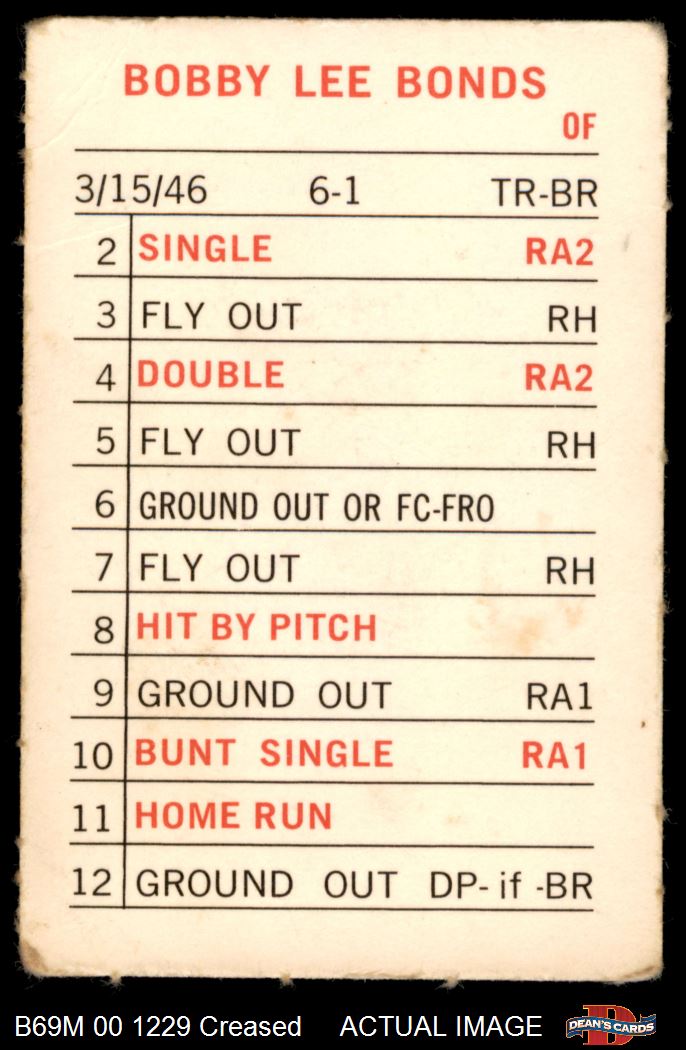 BOBBY LEE BONDS
OF
3/15/46 6-1 TR-BR
2 SINGLE RA2
3 FLY OUT RH
4 DOUBLE RA2
5 FLY OUT RH
6 GROUND OUT OR FC-FRO
7 FLY OUT RH
8 HIT BY PITCH
9 GROUND OUT RA1
10 BUNT SINGLE RA1
11 HOME RUN
12 GROUND OUT DP- if -BR
B69M 00 1229 Creased ACTUAL IMAGE D DEAN'S CARDS